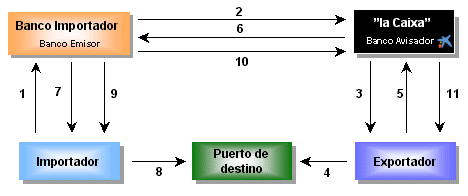 2
Banco Importador
Banco Emisor
6
"la Caixa"
Banco Avisador
10
1
7
9
3
5
11
Importador
8
Puerto de
destino
4
Exportador